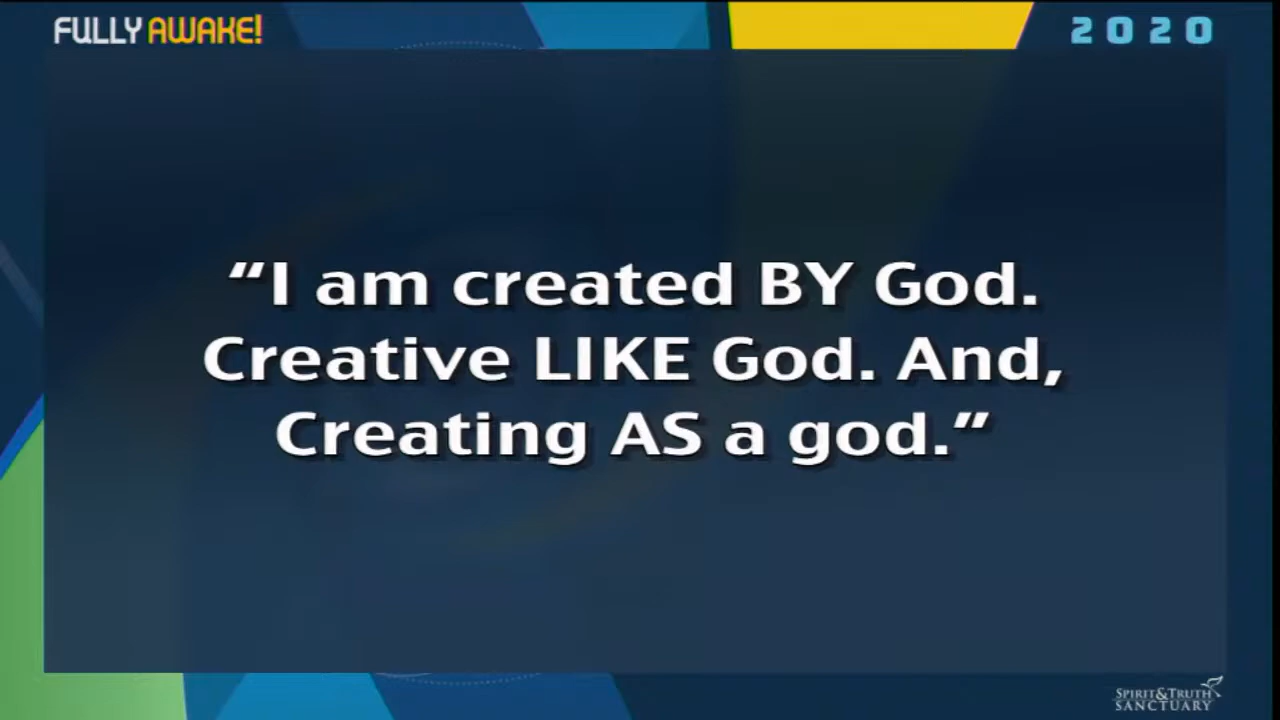 FULLY AWAKE!
2020
“I am created BY God.
Creative LIKE God. And,
Creating AS a god.”
SPIRIT&TRUTH
SANCTUARY